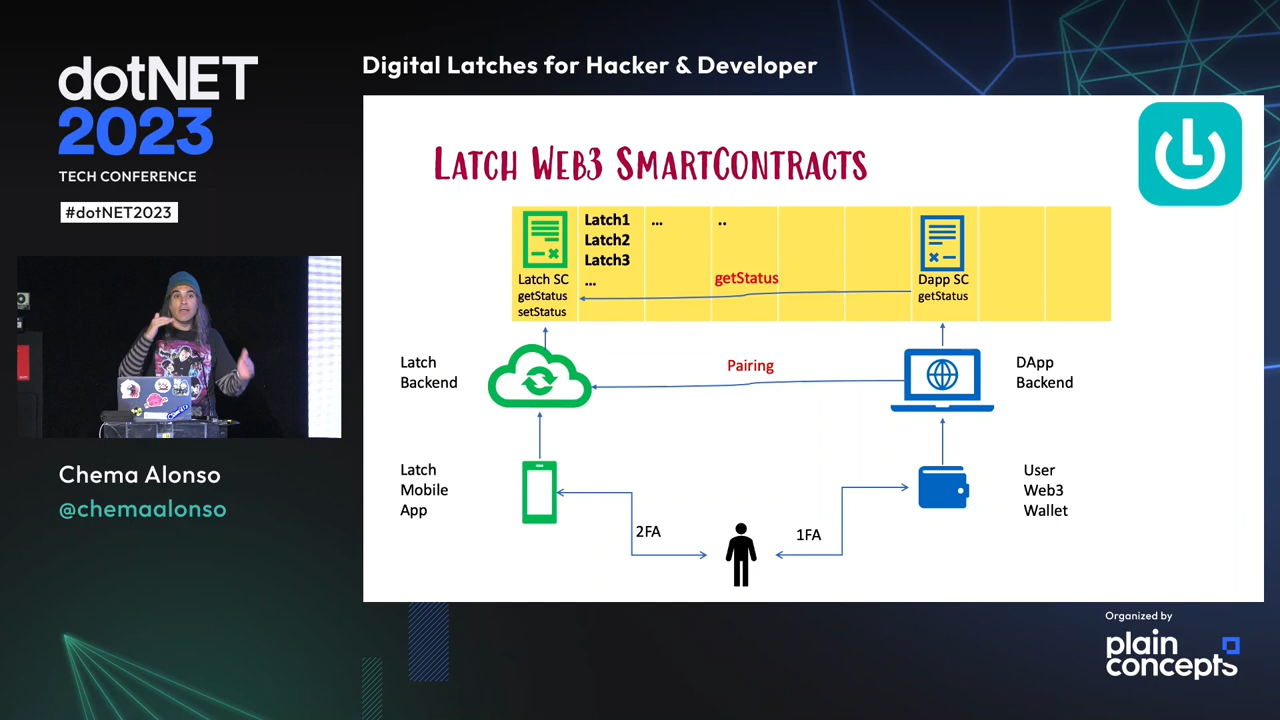 dotNET
2023
TECH CONFERENCE
#dotNET2023
Chema Alonso
@chemaalonso
Digital Latches for Hacker & Developer
LATCH WEB3 SMARTCONTRACTS
Latch SC
getStatus
setStatus
Latch1
Latch2
Latch3
...
...
..
getStatus
Dapp SC
getStatus
Latch
Backend
Pairing
DApp
Backend
Latch
Mobile
App
2FA
1FA
User
Web3
Wallet
Organized by
plain
concepts